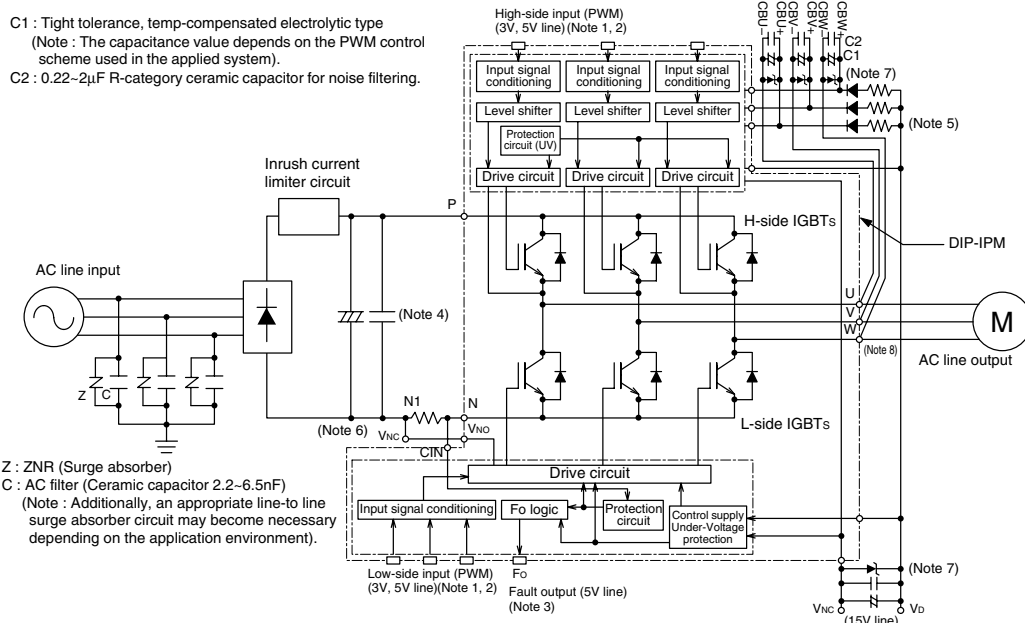 C1 : Tight tolerance, temp-compensated electrolytic type
(Note : The capacitance value depends on the PWM control
scheme used in the applied system).
C2 : 0.22~2μF R-category ceramic capacitor for noise filtering.
High-side input (PWM)
(3V, 5V line)(Note 1, 2)
CBU-
CBU+
CBV-
CBV+
CBW-
CBW+
C2
C1
(Note 7)
(Note 5)
Input signal
conditioning
Input signal
conditioning
Input signal
conditioning
Level shifter
Level shifter
Level shifter
Protection
circuit (UV)
Drive circuit
Drive circuit
Drive circuit
Inrush current
limiter circuit
P
H-side IGBTs
DIP-IPM
AC line input
(Note 4)
U
V
W
(Note 8)
M
AC line output
Z
C
N1
N
VNC
VNO
(Note 6)
CIN
L-side IGBTs
Z : ZNR (Surge absorber)
C : AC filter (Ceramic capacitor 2.2~6.5nF)
(Note : Additionally, an appropriate line-to line
surge absorber circuit may become necessary
depending on the application environment).
Drive circuit
Input signal conditioning
Fo logic
Protection
circuit
Control supply
Under-Voltage
protection
Low-side input (PWM)
(3V, 5V line)(Note 1, 2)
Fo
Fault output (5V line)
(Note 3)
(Note 7)
VNC
VD
(15V line)